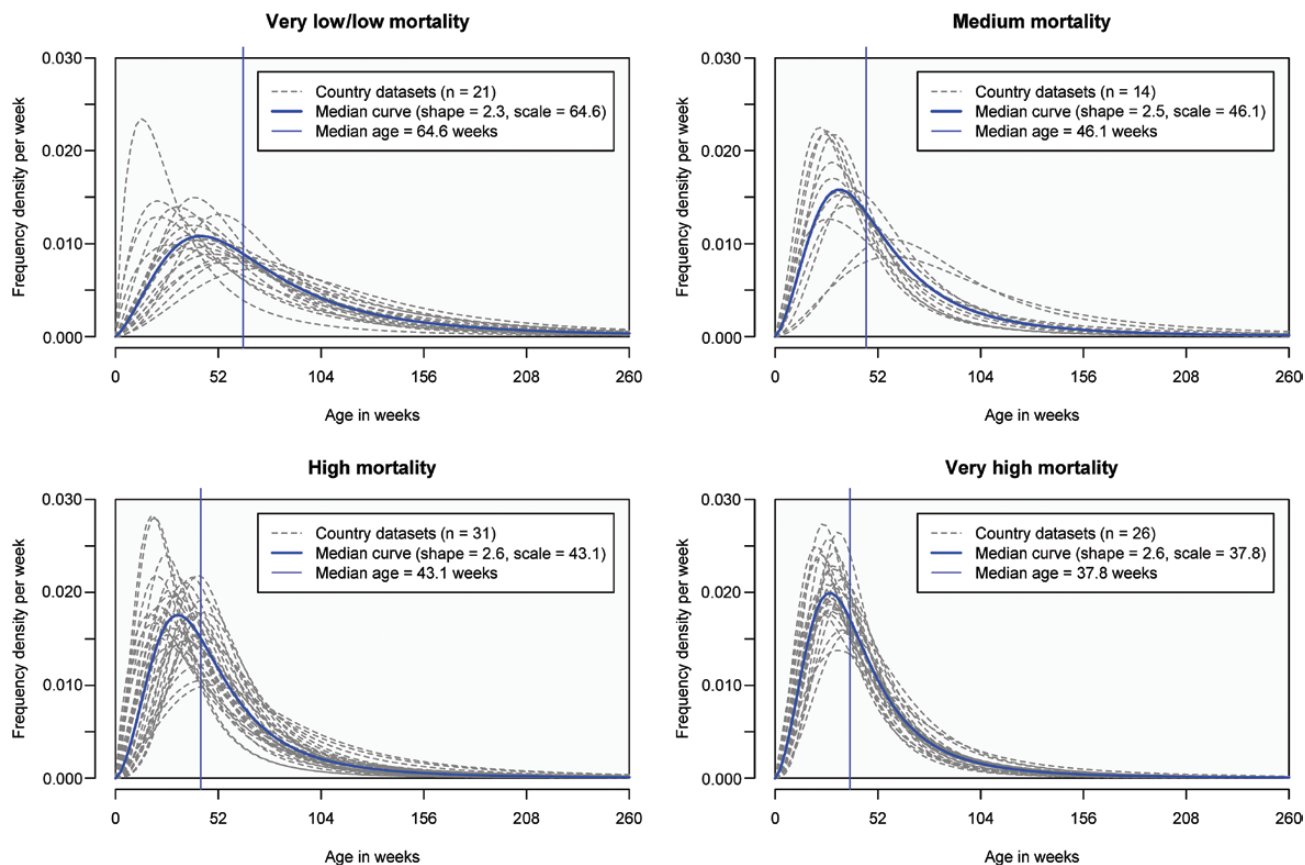 Very low/low mortality
Frequency density per week
0.030
0.020
0.010
0.000
Country datasets (n = 21)
Median curve (shape = 2.3, scale = 64.6)
Median age = 64.6 weeks
0 52 104 156 208 260
Age in weeks
Medium mortality
Frequency density per week
0.030
0.020
0.010
0.000
Country datasets (n = 14)
Median curve (shape = 2.5, scale = 46.1)
Median age = 46.1 weeks
0 52 104 156 208 260
Age in weeks
High mortality
Frequency density per week
0.030
0.020
0.010
0.000
Country datasets (n = 31)
Median curve (shape = 2.6, scale = 43.1)
Median age = 43.1 weeks
0 52 104 156 208 260
Age in weeks
Very high mortality
Frequency density per week
0.030
0.020
0.010
0.000
Country datasets (n = 26)
Median curve (shape = 2.6, scale = 37.8)
Median age = 37.8 weeks
0 52 104 156 208 260
Age in weeks